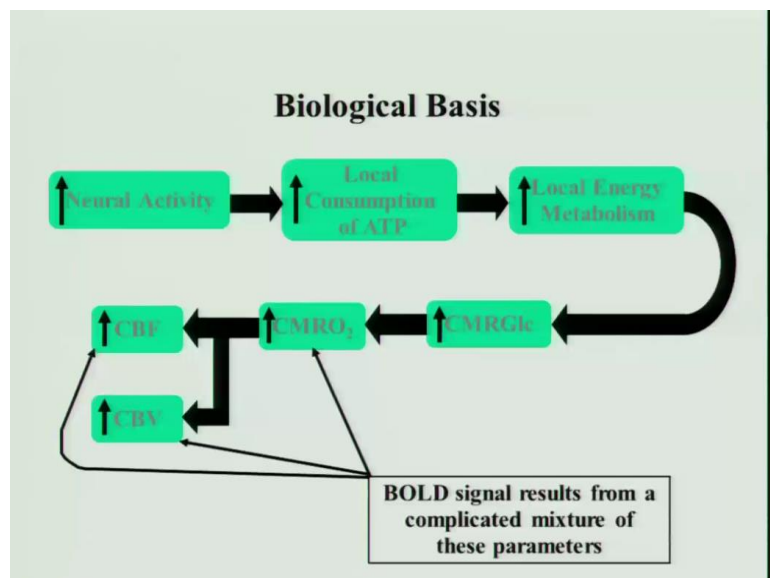 Biological Basis
Neural Activity
Local
Consumption
of ATP
Local Energy
Metabolism
CMRGlc
CMRO₂
CBF
CBV
BOLD signal results from a
complicated mixture of
these parameters